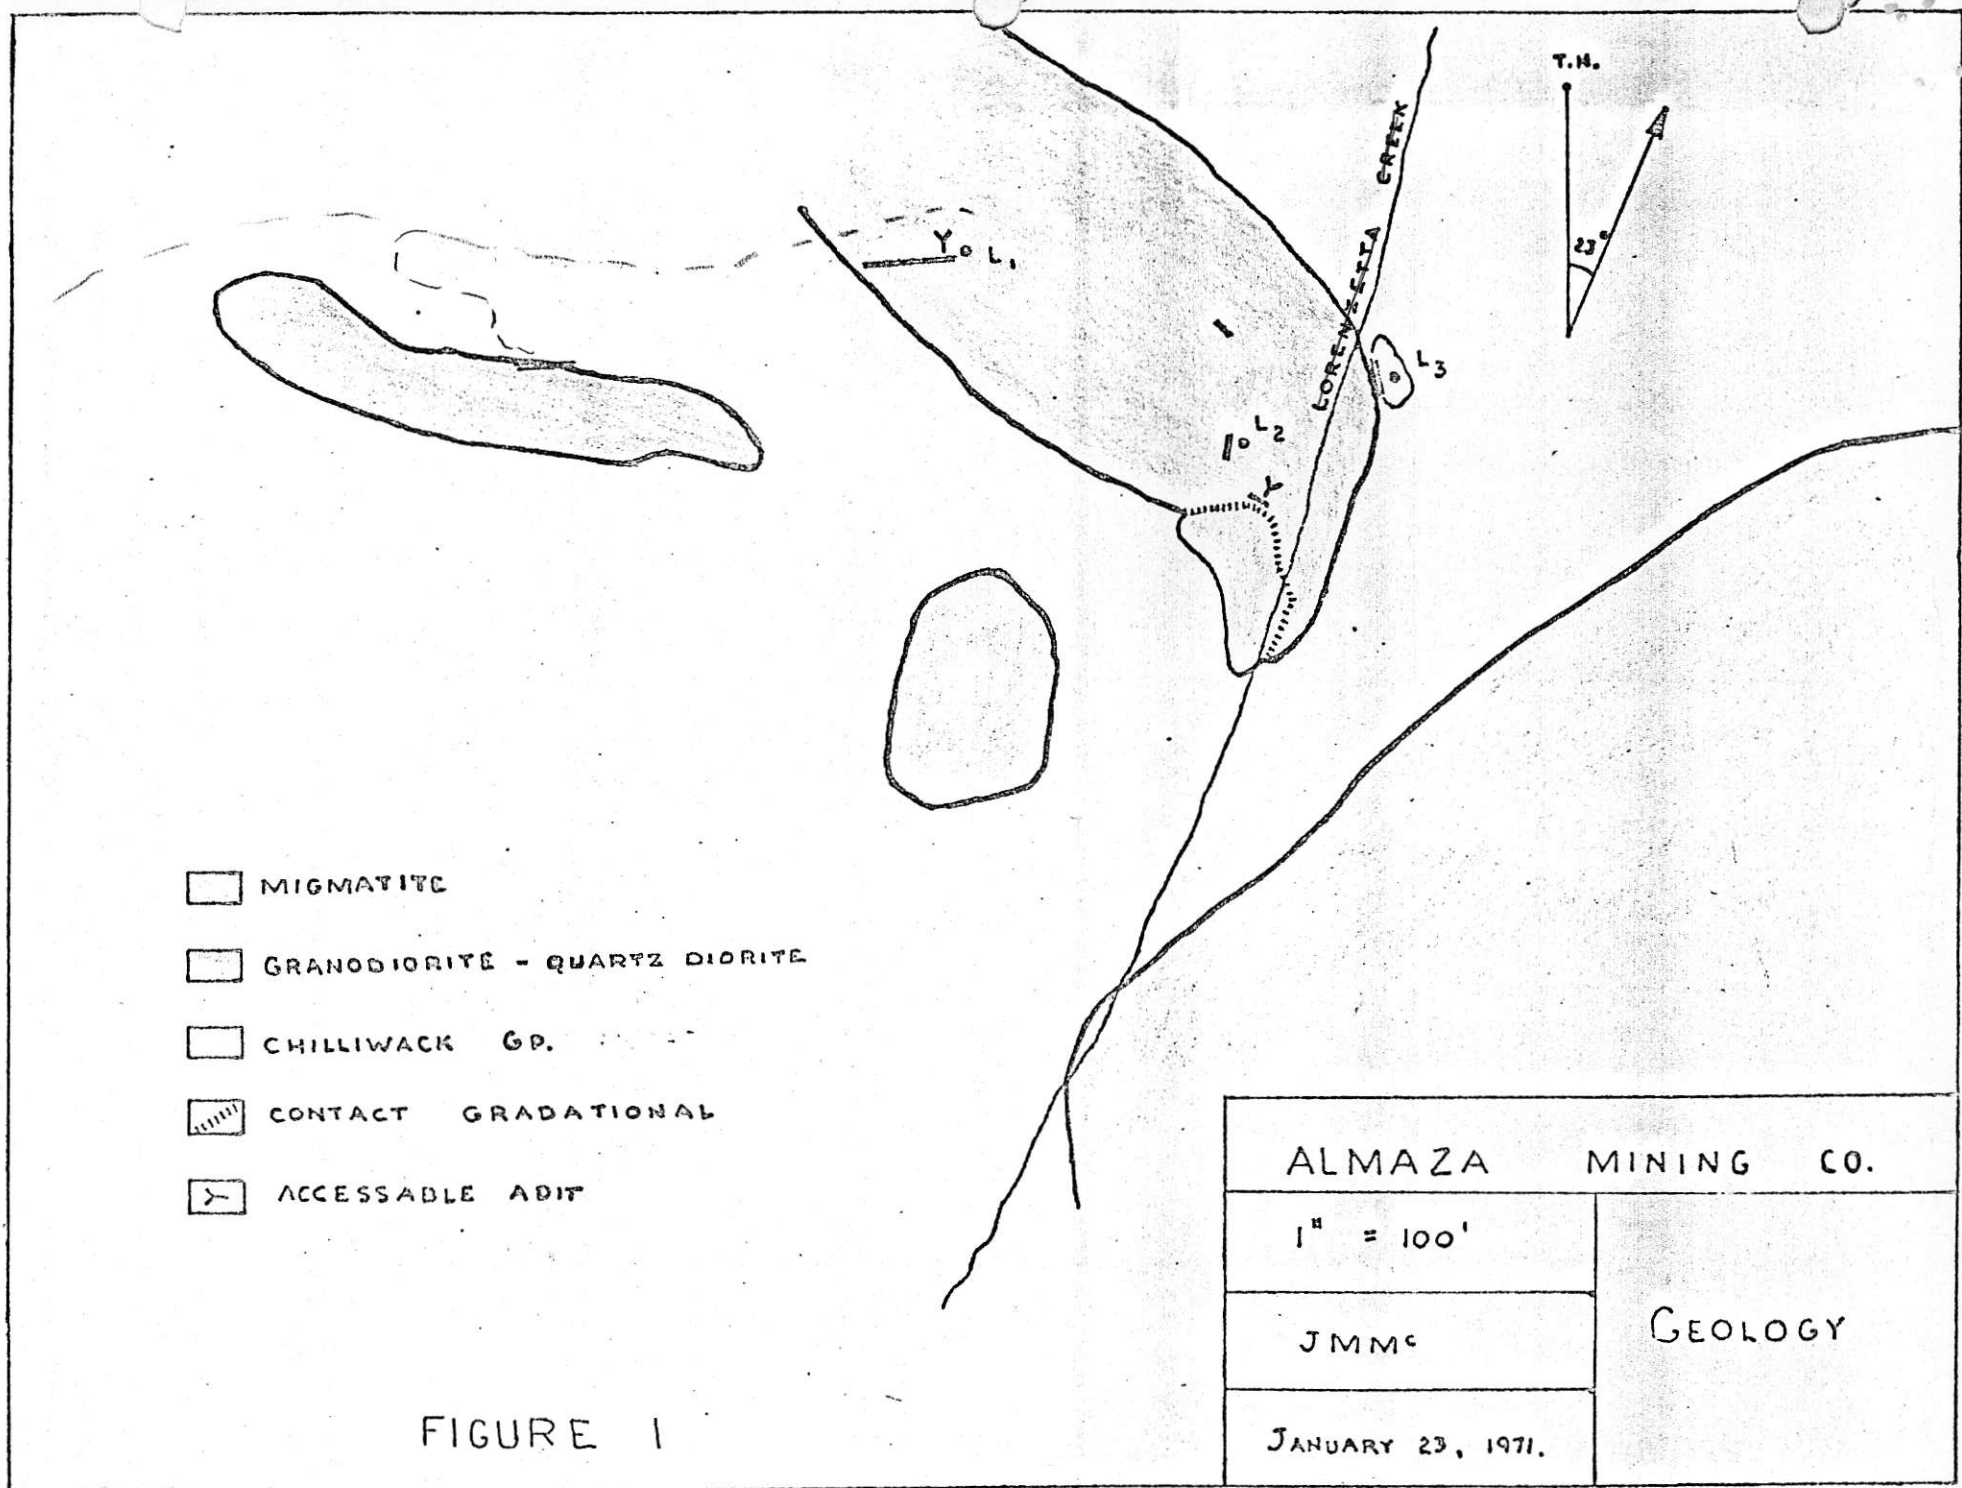 T.N.
23°
LORENZETTA CREEK
Y L₁
L₃
L₂
Y
MIGMATITE
GRANODIORITE - QUARTZ DIORITE
CHILLIWACK GP.
CONTACT GRADATIONAL
ACCESSABLE ADIT
ALMAZA MINING CO.
1" = 100'
JMMc
GEOLOGY
JANUARY 23, 1971.
FIGURE 1